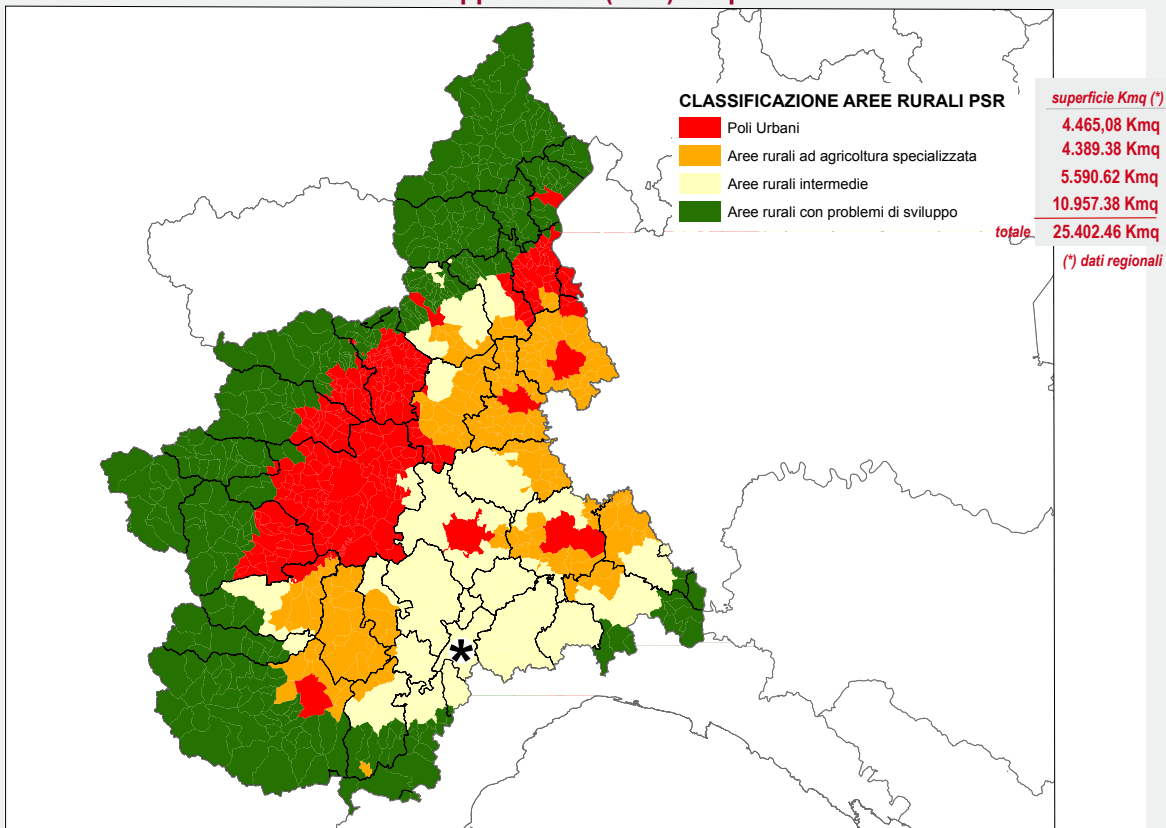 CLASSIFICAZIONE AREE RURALI PSR
Poli Urbani
Aree rurali ad agricoltura specializzata
Aree rurali intermedie
Aree rurali con problemi di sviluppo
superficie Kmq (*)
4.465,08 Kmq
4.389.38 Kmq
5.590.62 Kmq
10.957.38 Kmq
totale 25.402.46 Kmq
(*) dati regionali
*